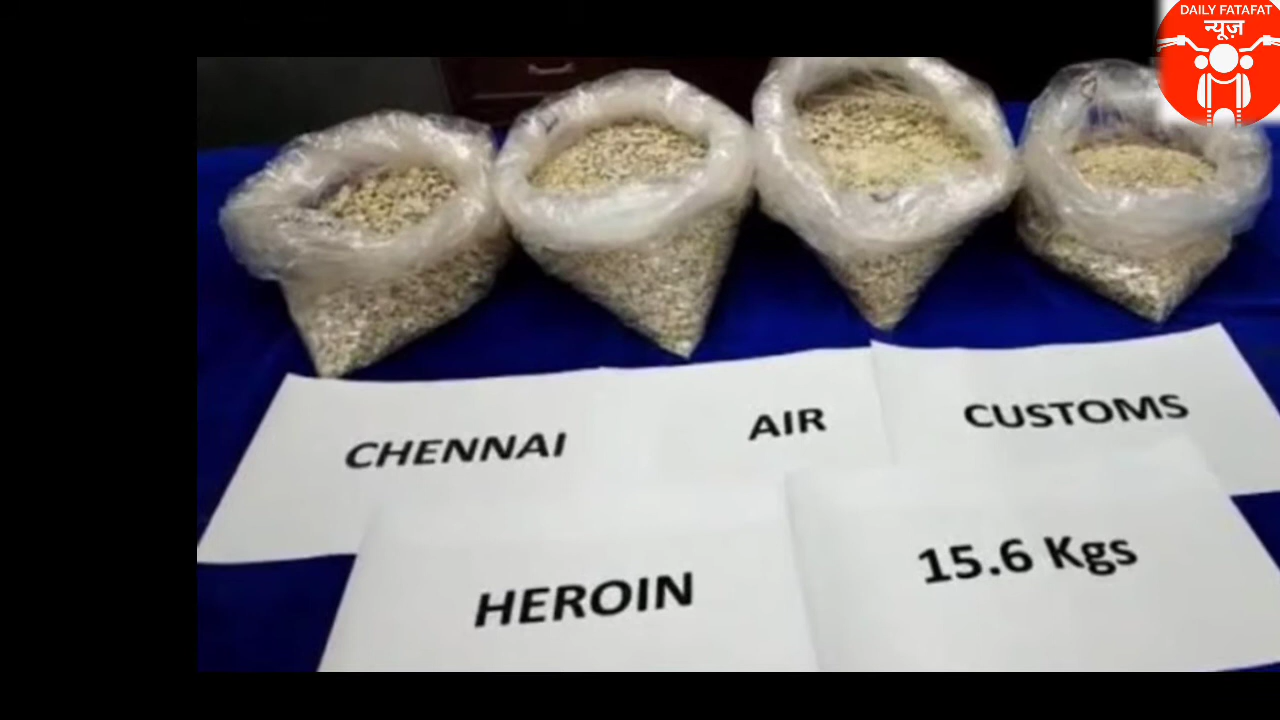 DAILY FATAFAT
न्यूज़
CHENNAI AIR CUSTOMS
HEROIN 15.6 Kgs